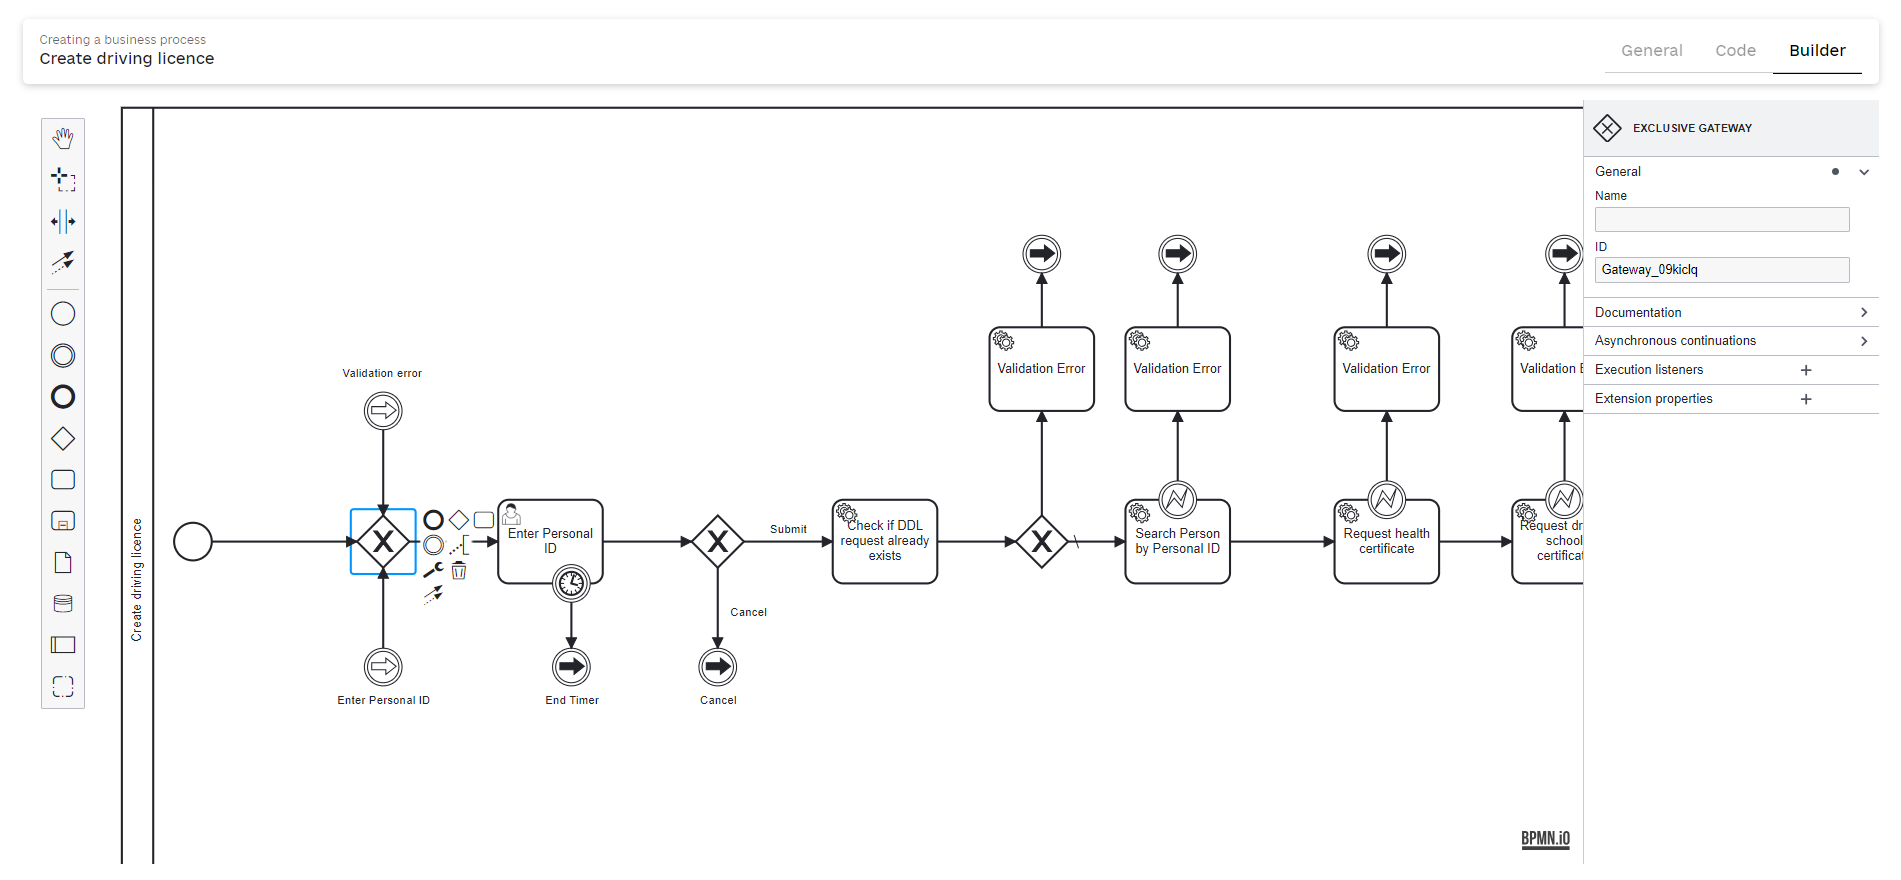 Creating a business process
Create driving licence
General
Code
Builder
EXCLUSIVE GATEWAY
General
Name
ID
Gateway_09kiclq
Documentation
Asynchronous continuations
Execution listeners
Extension properties
Create driving licence
Validation error
Enter Personal ID
Enter Personal
ID
End Timer
Submit
Cancel
Cancel
Check if DDL
request already
exists
Validation Error
Validation Error
Search Person
by Personal ID
Validation Error
Request health
certificate
Validation E
Request dr
school
certificat
BPMN.iO